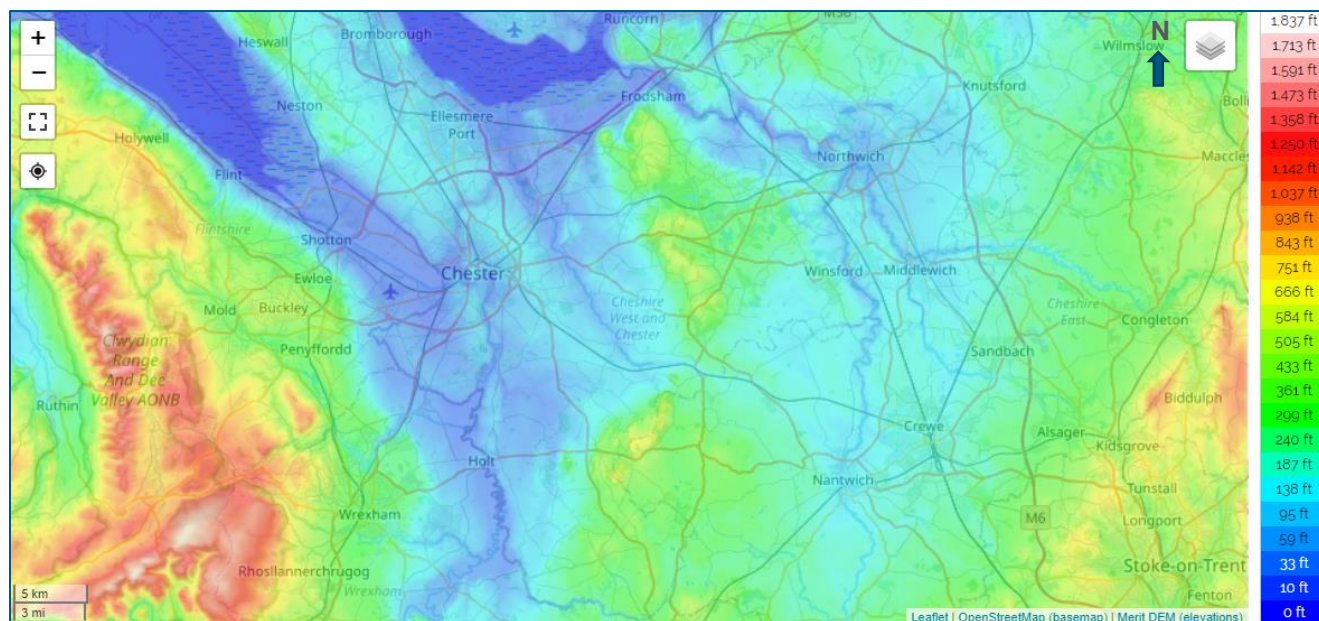 +
−
Heswall
Bromborough
Runcorn
M56
N
Wilmslow
Knutsford
Frodsham
Neston
Ellesmere
Port
Holywell
Flint
Northwich
Maccles
Bolli
Flintshire
Shotton
Ewloe
Chester
Winsford
Middlewich
Mold
Buckley
Cheshire
West and
Chester
Cheshire
East
Congleton
Penyffordd
Sandbach
Clwydian
Range
And Dee
Valley AONB
Ruthin
Biddulph
Crewe
Alsager
Kidsgrove
Holt
Nantwich
Tunstall
Wrexham
M6
Longport
Rhosllannerchrugog
Wrexham
Stoke-on-Trent
Fenton
5 km
3 mi
Leaflet | OpenStreetMap (basemap) | Merit DEM (elevations)
1.837 ft
1.713 ft
1.591 ft
1.473 ft
1.358 ft
1.250 ft
1.142 ft
1.037 ft
938 ft
843 ft
751 ft
666 ft
584 ft
505 ft
433 ft
361 ft
299 ft
240 ft
187 ft
138 ft
95 ft
59 ft
33 ft
10 ft
0 ft